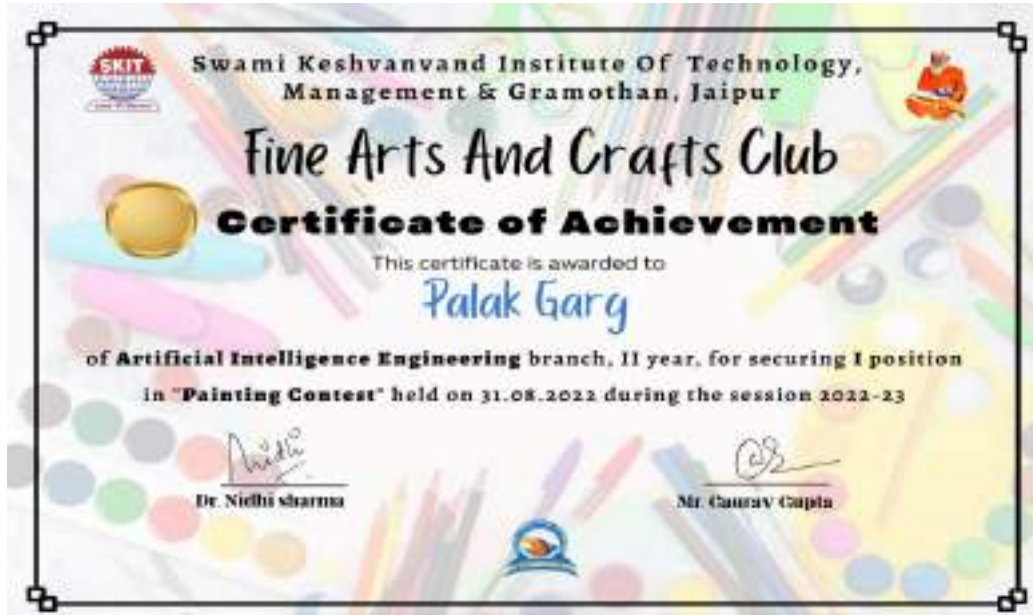 SKIT
Swami Keshvanvand Institute Of Technology,
Management & Gramothan, Jaipur
Fine Arts And Crafts Club
Certificate of Achievement
This certificate is awarded to
Palak Garg
of Artificial Intelligence Engineering branch, II year, for securing I position
in "Painting Contest" held on 31.08.2022 during the session 2022-23
Nidhi
Dr. Nidhi sharma
Mr. Gaurav Gupta